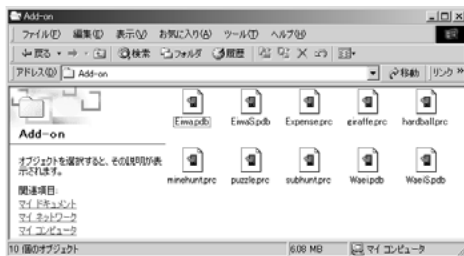 Add-on
ファイル(F) 編集(E) 表示(V) お気に入り(A) ツール(T) ヘルプ(H)
戻る 検索 フォルダ 履歴
アドレス(D) Add-on 移動 リンク »
Add-on
オブジェクトを選択すると、その説明が表
示されます。
関連項目:
マイ ドキュメント
マイ ネットワーク
マイ コンピュータ
Eiwa.pdb EiwaS.pdb Expense.prc giraffe.prc hardball.prc
minehunt.prc puzzle.prc subhunt.prc Waei.pdb WaeiS.pdb
10 個のオブジェクト 6.08 MB マイ コンピュータ